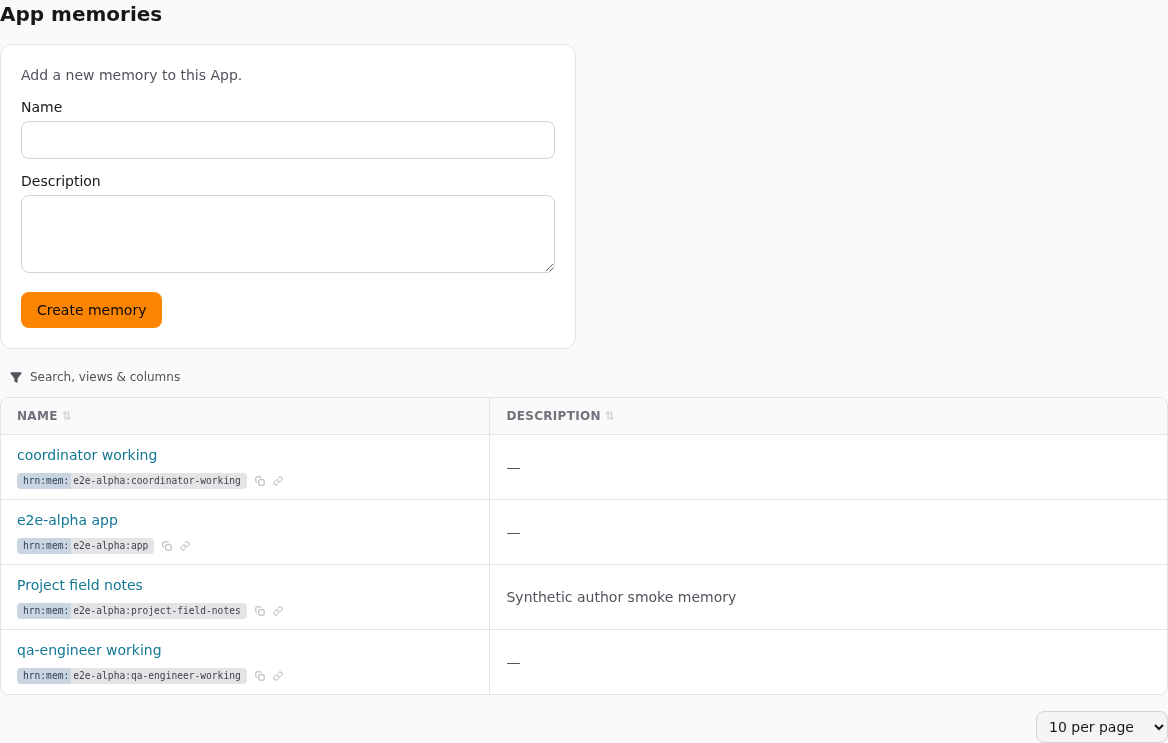 App memories
Add a new memory to this App.
Name
Description
Create memory
Search, views & columns
NAME ⇅ DESCRIPTION ⇅
coordinator working
hrn:mem:e2e-alpha:coordinator-working
—
e2e-alpha app
hrn:mem:e2e-alpha:app
—
Project field notes
hrn:mem:e2e-alpha:project-field-notes
Synthetic author smoke memory
qa-engineer working
hrn:mem:e2e-alpha:qa-engineer-working
—
10 per page